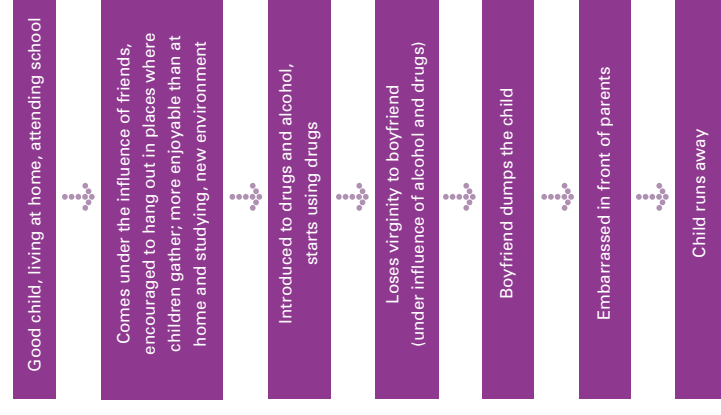 Good child, living at home, attending school
Comes under the influence of friends,
encouraged to hang out in places where
children gather; more enjoyable than at
home and studying, new environment
Introduced to drugs and alcohol,
starts using drugs
Loses virginity to boyfriend
(under influence of alcohol and drugs)
Boyfriend dumps the child
Embarrassed in front of parents
Child runs away